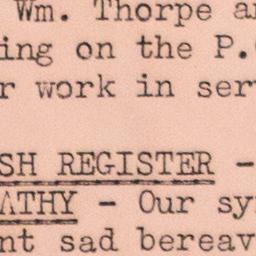 Wm. Thorpe a
ing on the P.
r work in ser
SH REGISTER -
ATHY - Our sy
nt sad bereav